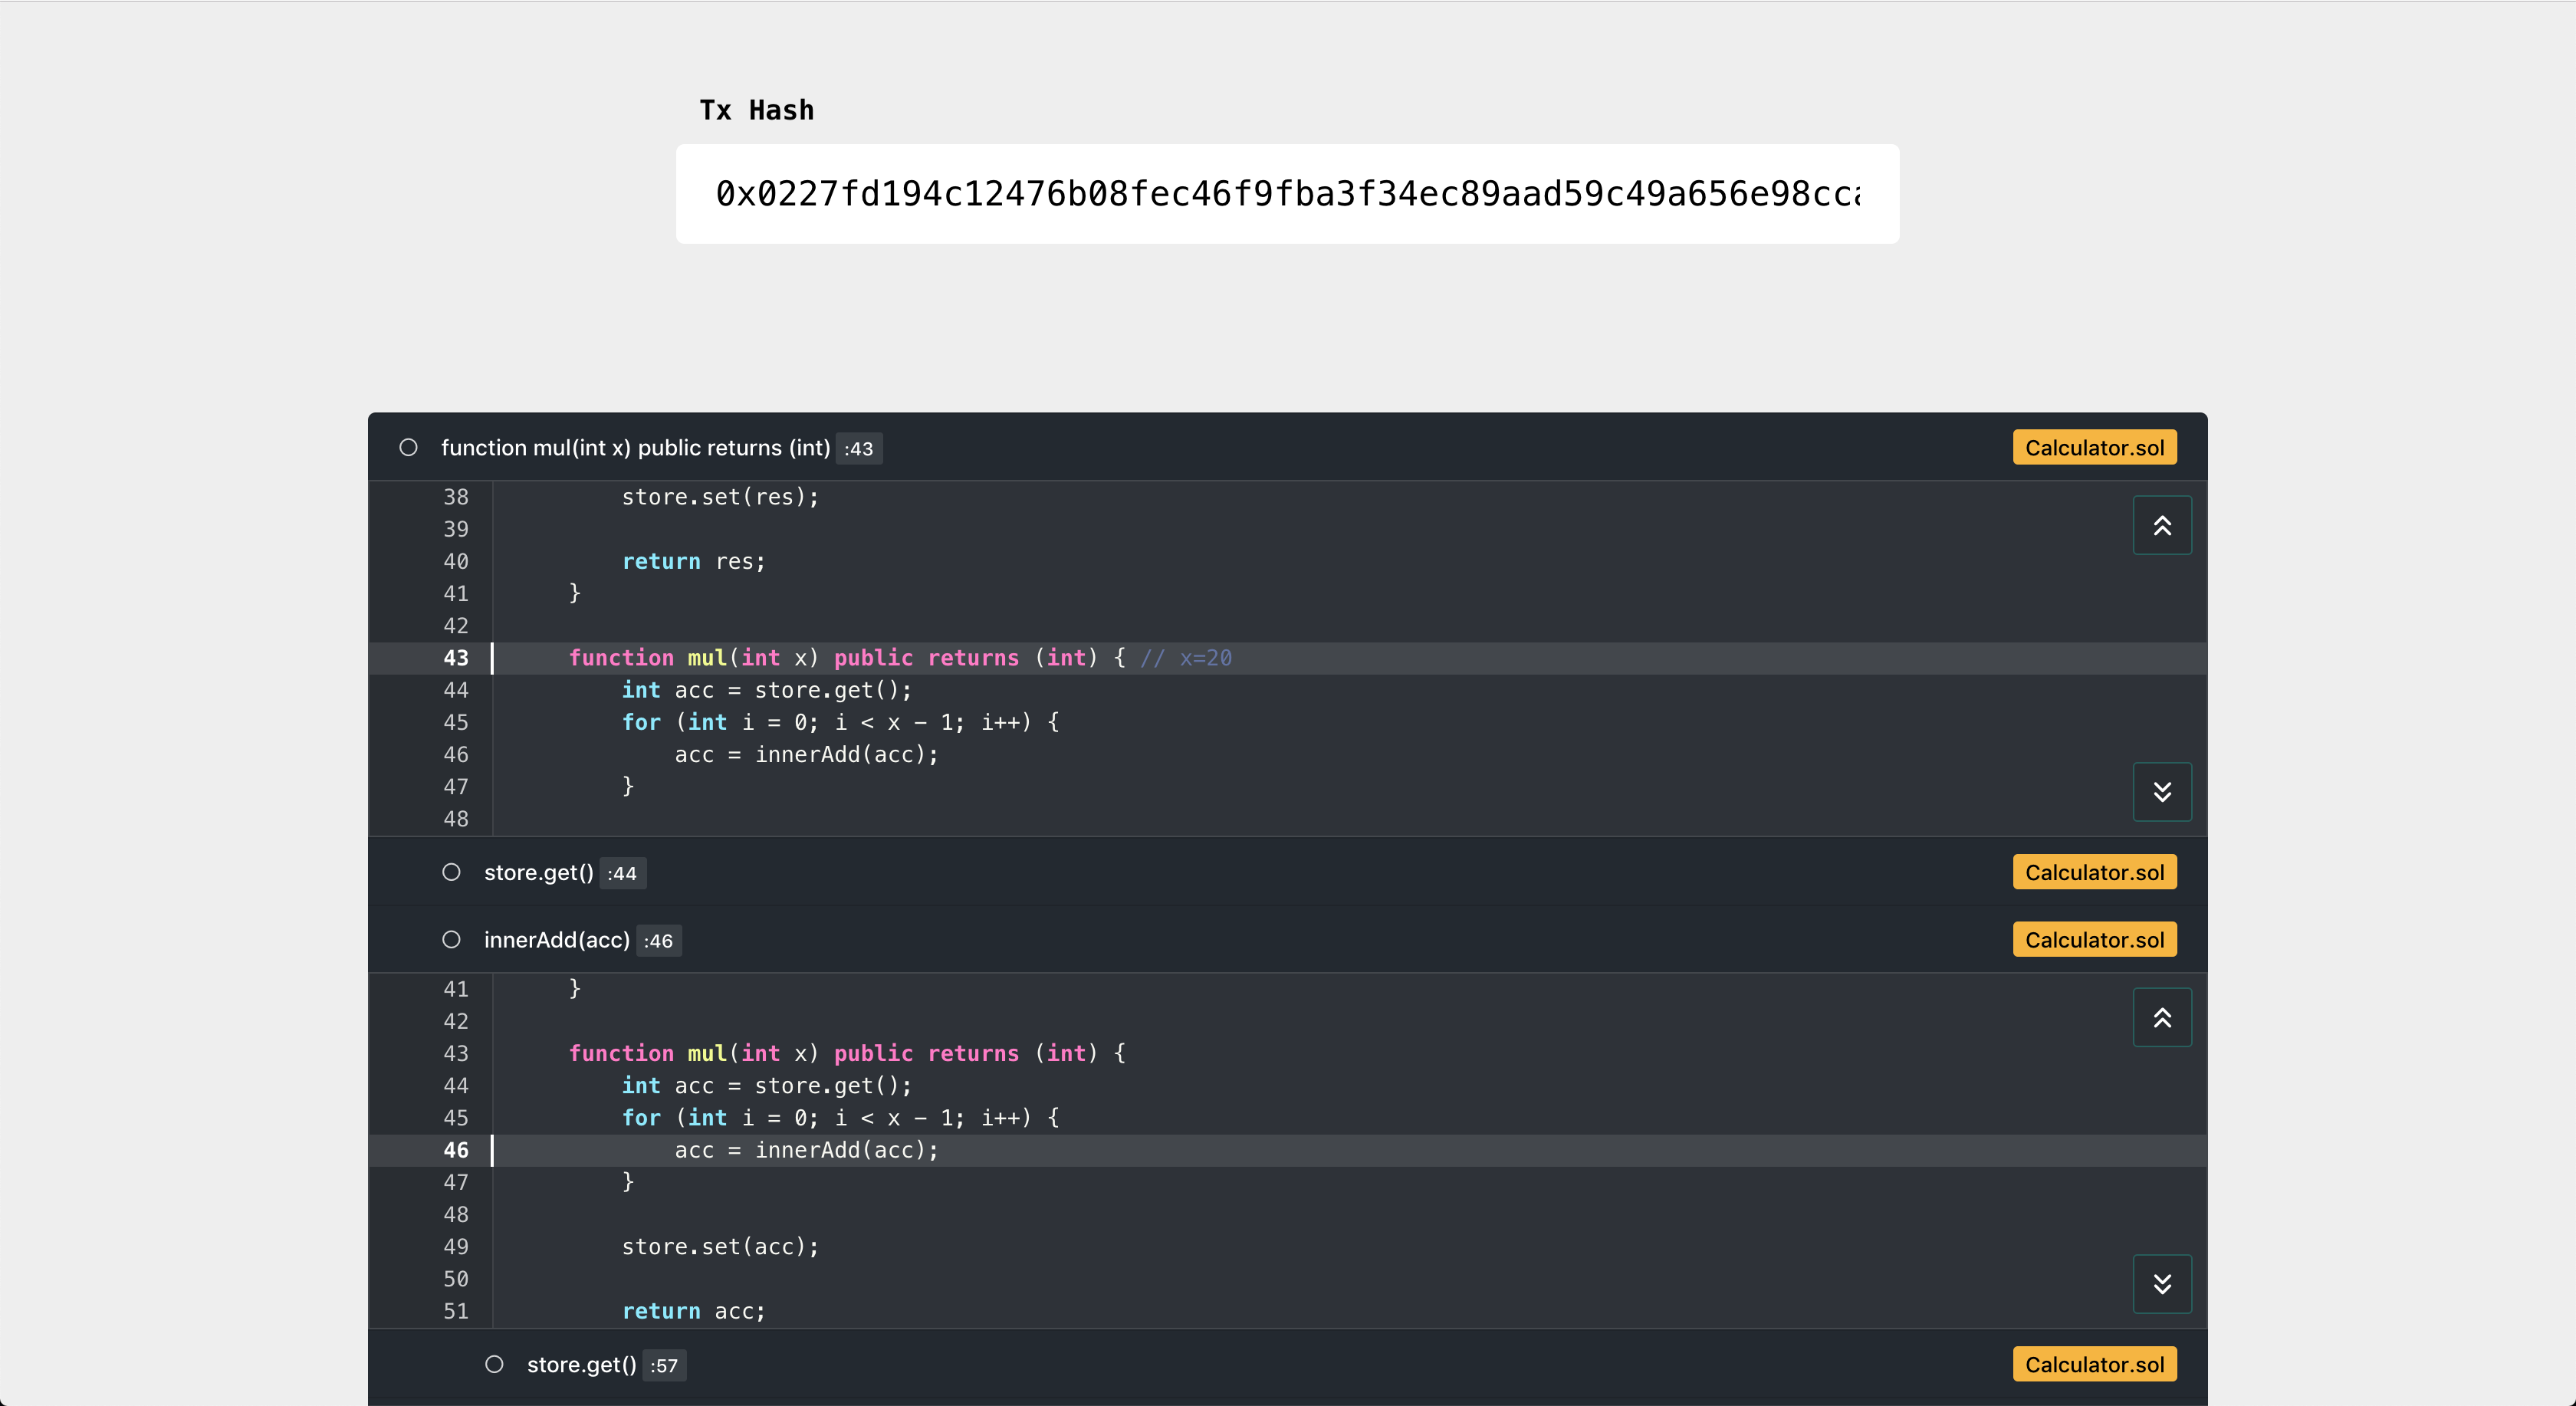 Tx Hash
0x0227fd194c12476b08fec46f9fba3f34ec89aad59c49a656e98cca
function mul(int x) public returns (int) :43 Calculator.sol
38 store.set(res);
39
40 return res;
41 }
42
43 function mul(int x) public returns (int) { // x=20
44 int acc = store.get();
45 for (int i = 0; i < x - 1; i++) {
46 acc = innerAdd(acc);
47 }
48
store.get() :44 Calculator.sol
innerAdd(acc) :46 Calculator.sol
41 }
42
43 function mul(int x) public returns (int) {
44 int acc = store.get();
45 for (int i = 0; i < x - 1; i++) {
46 acc = innerAdd(acc);
47 }
48
49 store.set(acc);
50
51 return acc;
store.get() :57 Calculator.sol